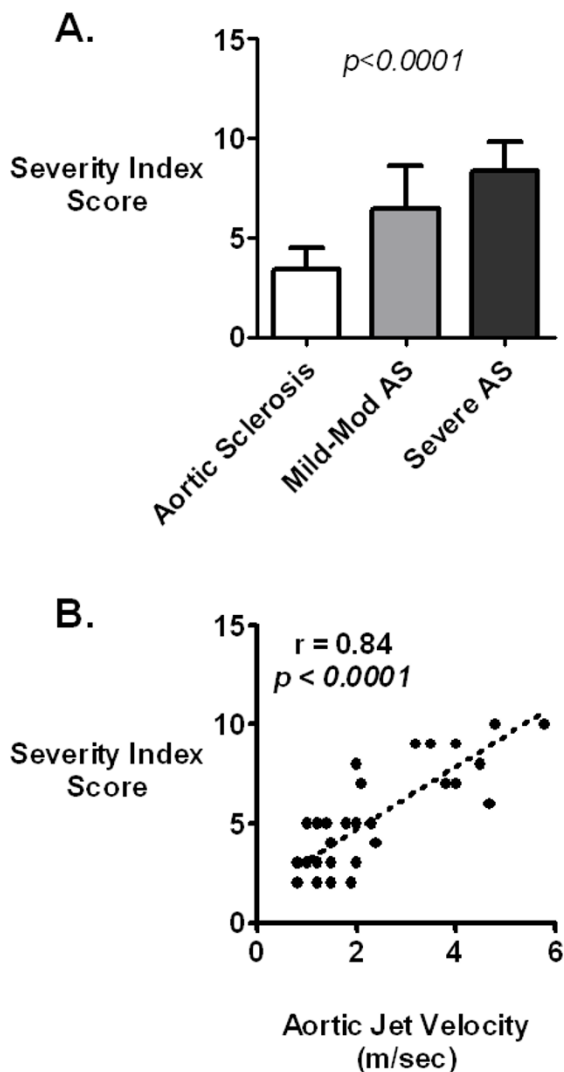 A.
15
p<0.0001
10
Severity Index
Score
5
0
Aortic Sclerosis
Mild-Mod AS
Severe AS
B.
15
r = 0.84
p < 0.0001
10
Severity Index
Score
5
0
0 2 4 6
Aortic Jet Velocity
(m/sec)